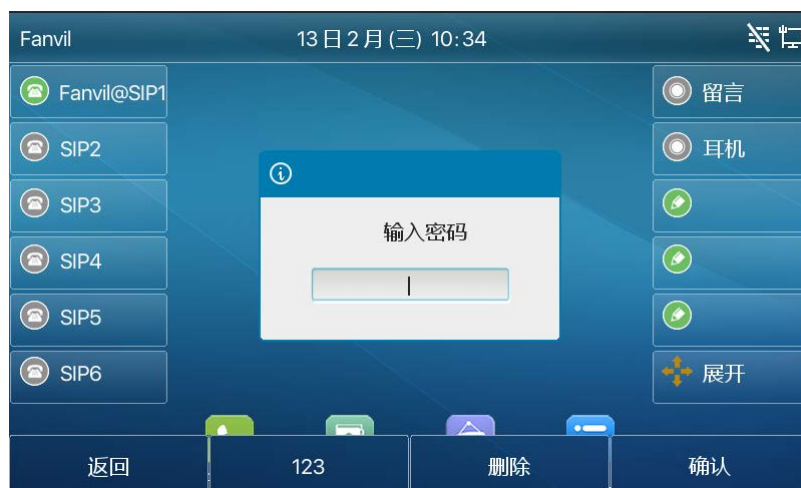 Fanvil 13日2月(三) 10:34
Fanvil@SIP1
SIP2
SIP3
SIP4
SIP5
SIP6
输入密码
留言
耳机
展开
返回 123 删除 确认